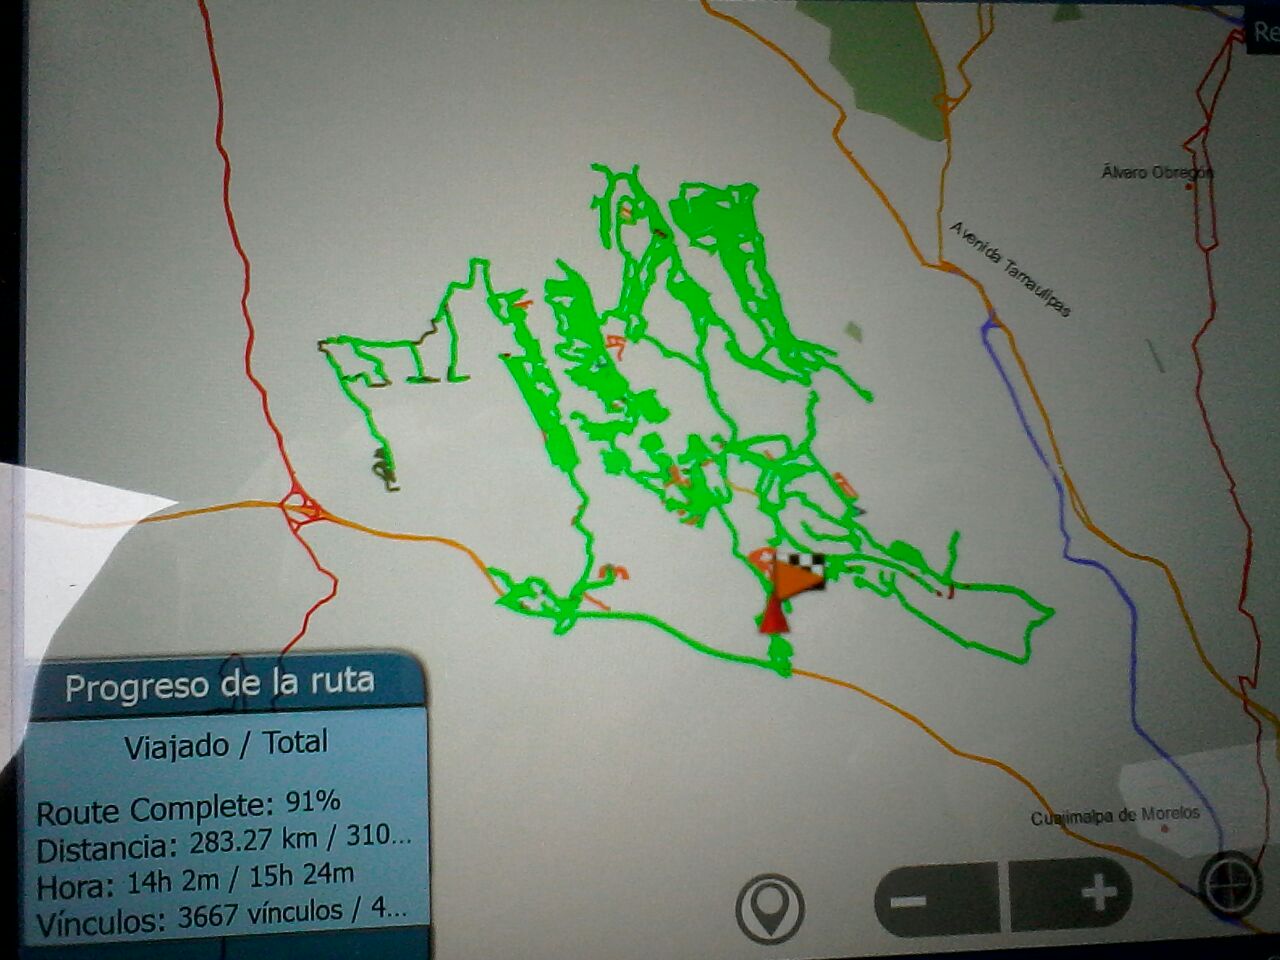 Re
Álvaro Obregón
Avenida Tamaulipas
Progreso de la ruta
Viajado / Total
Route Complete: 91%
Distancia: 283.27 km / 310...
Hora: 14h 2m / 15h 24m
Vínculos: 3667 vínculos / 4...
Cuajimalpa de Morelos
− +